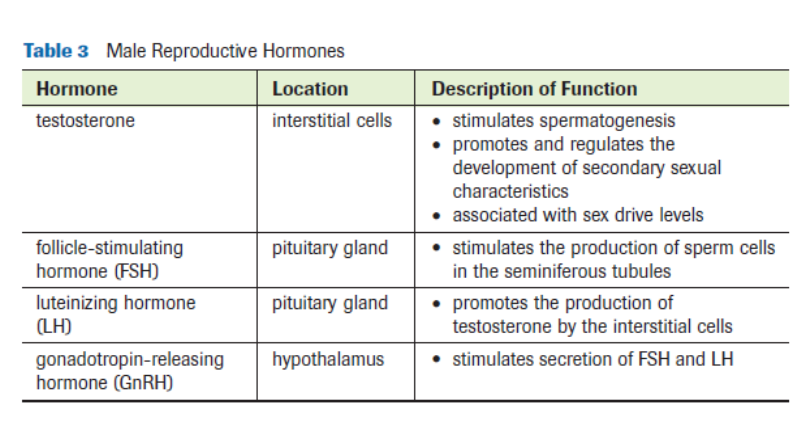 Table 3 Male Reproductive Hormones
Hormone Location Description of Function
testosterone interstitial cells • stimulates spermatogenesis
• promotes and regulates the
development of secondary sexual
characteristics
• associated with sex drive levels
follicle-stimulating pituitary gland • stimulates the production of sperm cells
hormone (FSH) in the seminiferous tubules
luteinizing hormone pituitary gland • promotes the production of
(LH) testosterone by the interstitial cells
gonadotropin-releasing hypothalamus • stimulates secretion of FSH and LH
hormone (GnRH)